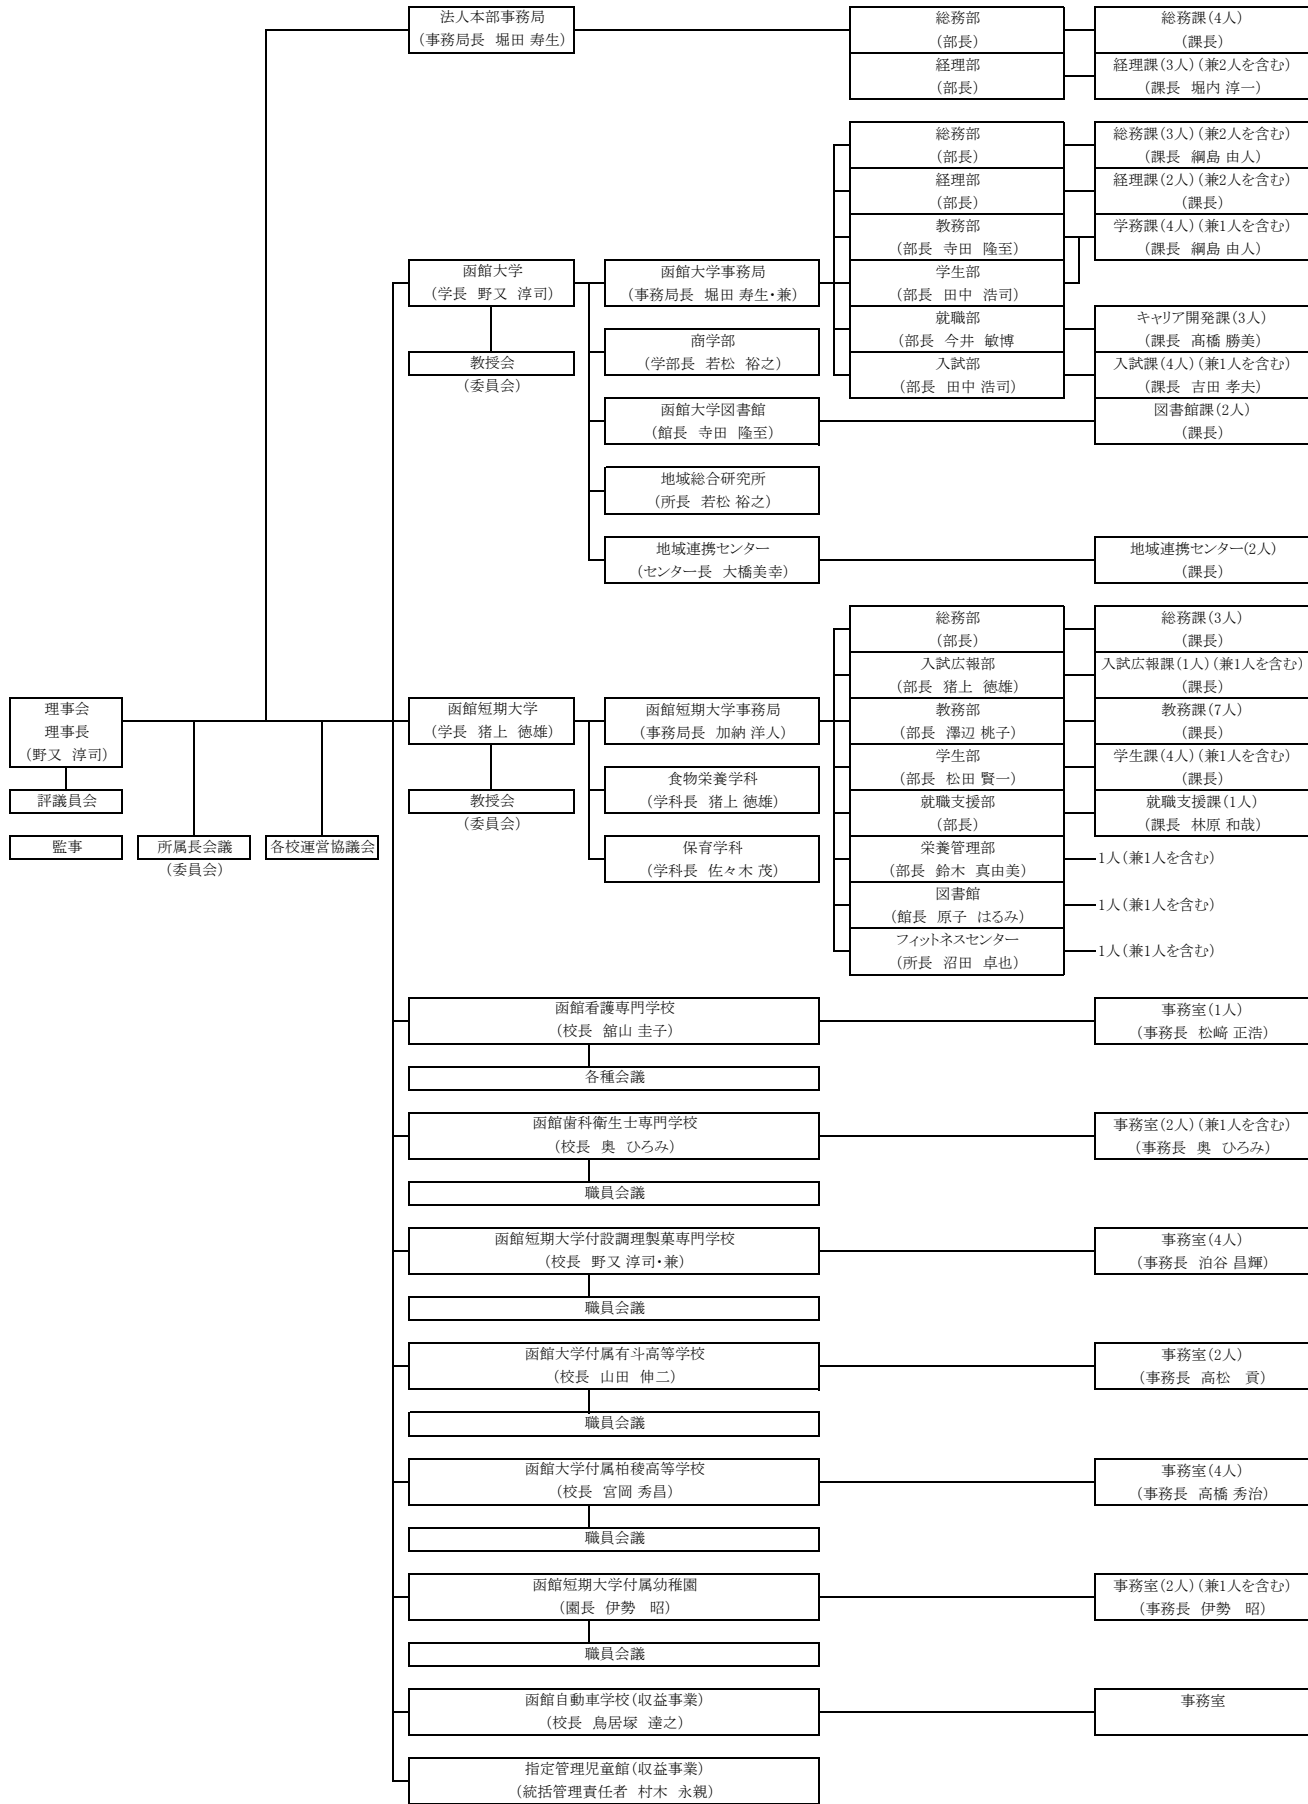 法人本部事務局
(事務局長 堀田 寿生)
総務部
(部長)
総務課(4人)
(課長)
経理部
(部長)
経理課(3人)(兼2人を含む)
(課長 堀内 淳一)
総務部
(部長)
総務課(3人)(兼2人を含む)
(課長 綱島 由人)
経理部
(部長)
経理課(2人)(兼2人を含む)
(課長)
教務部
(部長 寺田 隆至)
学務課(4人)(兼1人を含む)
(課長 綱島 由人)
函館大学
(学長 野又 淳司)
函館大学事務局
(事務局長 堀田 寿生・兼)
学生部
(部長 田中 浩司)
就職部
(部長 今井 敏博
キャリア開発課(3人)
(課長 髙橋 勝美)
教授会
(委員会)
商学部
(学部長 若松 裕之)
入試部
(部長 田中 浩司)
入試課(4人)(兼1人を含む)
(課長 吉田 孝夫)
函館大学図書館
(館長 寺田 隆至)
図書館課(2人)
(課長)
地域総合研究所
(所長 若松 裕之)
地域連携センター
(センター長 大橋美幸)
地域連携センター(2人)
(課長)
総務部
(部長)
総務課(3人)
(課長)
入試広報部
(部長 猪上 徳雄)
入試広報課(1人)(兼1人を含む)
(課長)
理事会
理事長
(野又 淳司)
函館短期大学
(学長 猪上 徳雄)
函館短期大学事務局
(事務局長 加納 洋人)
教務部
(部長 澤辺 桃子)
教務課(7人)
(課長)
食物栄養学科
(学科長 猪上 徳雄)
学生部
(部長 松田 賢一)
学生課(4人)(兼1人を含む)
(課長)
評議員会
教授会
(委員会)
就職支援部
(部長)
就職支援課(1人)
(課長 林原 和哉)
監事
所属長会議
(委員会)
各校運営協議会
保育学科
(学科長 佐々木 茂)
栄養管理部
(部長 鈴木 真由美)
1人(兼1人を含む)
図書館
(館長 原子 はるみ)
1人(兼1人を含む)
フィットネスセンター
(所長 沼田 卓也)
1人(兼1人を含む)
函館看護専門学校
(校長 舘山 圭子)
事務室(1人)
(事務長 松﨑 正浩)
各種会議
函館歯科衛生士専門学校
(校長 奥 ひろみ)
事務室(2人)(兼1人を含む)
(事務長 奥 ひろみ)
職員会議
函館短期大学付設調理製菓専門学校
(校長 野又 淳司・兼)
事務室(4人)
(事務長 泊谷 昌輝)
職員会議
函館大学付属有斗高等学校
(校長 山田 伸二)
事務室(2人)
(事務長 高松 貢)
職員会議
函館大学付属柏稜高等学校
(校長 宮岡 秀昌)
事務室(4人)
(事務長 高橋 秀治)
職員会議
函館短期大学付属幼稚園
(園長 伊勢 昭)
事務室(2人)(兼1人を含む)
(事務長 伊勢 昭)
職員会議
函館自動車学校(収益事業)
(校長 鳥居塚 達之)
事務室
指定管理児童館(収益事業)
(統括管理責任者 村木 永親)